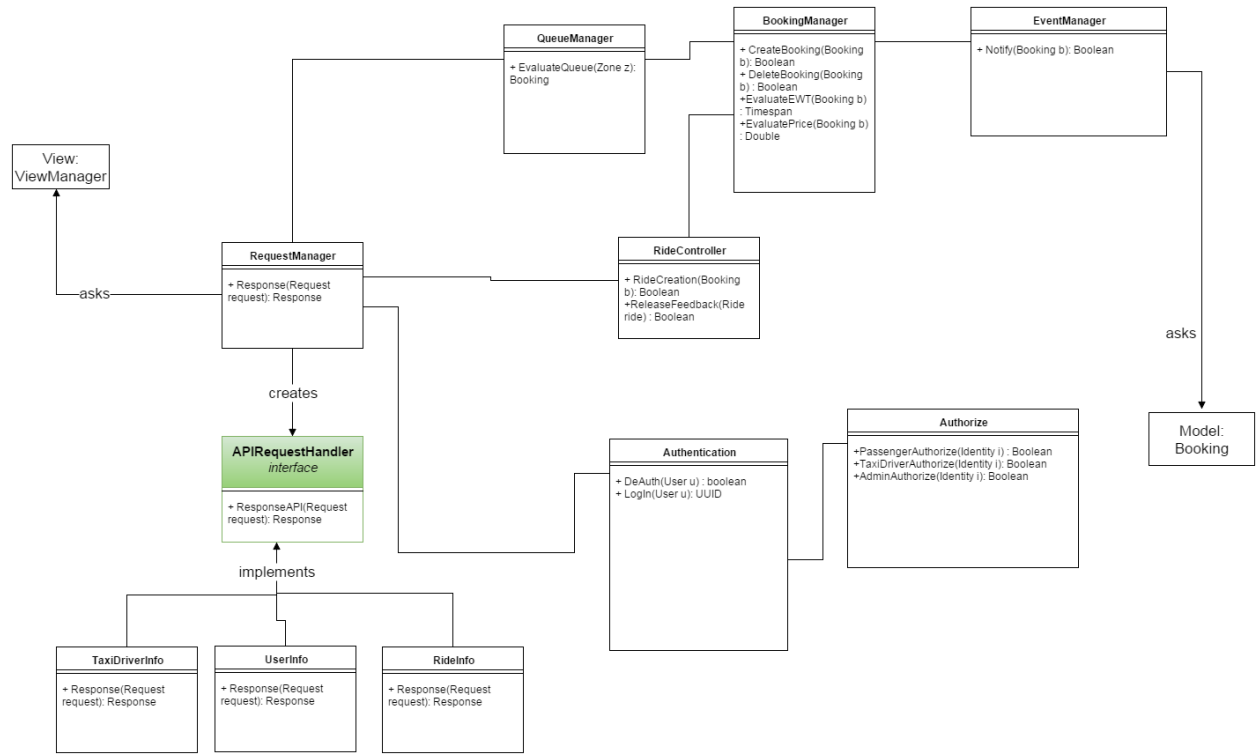 QueueManager
+ EvaluateQueue(Zone z):
Booking
BookingManager
+ CreateBooking(Booking
b): Boolean
+ DeleteBooking(Booking
b) : Boolean
+EvaluateEWT(Booking b)
: Timespan
+EvaluatePrice(Booking b)
: Double
EventManager
+ Notify(Booking b): Boolean
View:
ViewManager
asks
RequestManager
+ Response(Request
request): Response
RideController
+ RideCreation(Booking
b): Boolean
+ReleaseFeedback(Ride
ride) : Boolean
asks
creates
APIRequestHandler
interface
+ ResponseAPI(Request
request): Response
Authentication
+ DeAuth(User u) : boolean
+ LogIn(User u): UUID
Authorize
+PassengerAuthorize(Identity i) : Boolean
+TaxiDriverAuthorize(Identity i): Boolean
+AdminAuthorize(Identity i): Boolean
Model:
Booking
implements
TaxiDriverInfo
+ Response(Request
request): Response
UserInfo
+ Response(Request
request): Response
RideInfo
+ Response(Request
request): Response